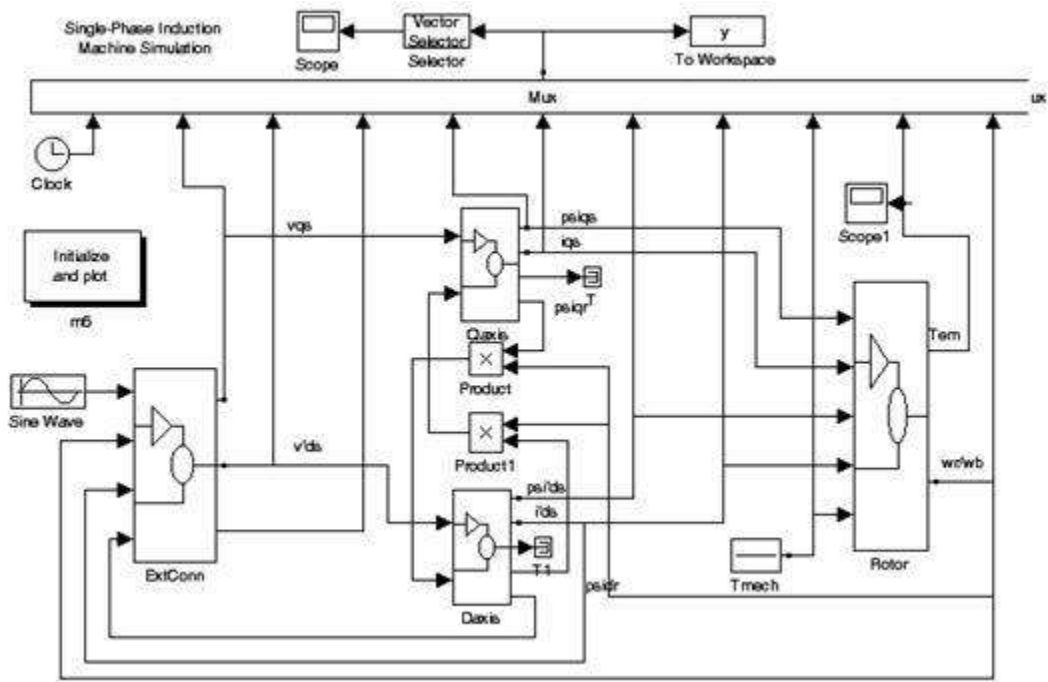 Single-Phase Induction
Machine Simulation
Scope
Vector
Selector
Selector
y
To Workspace
Mux
ux
Clock
Initialize
and plot
m5
vqs
psiqs
iqs
T
psiqr
Qaxis
Scope1
Tem
Product
Product1
Sine Wave
v'ds
psi'ds
i'ds
T1
psidr
Daxis
ExtConn
Tmech
wr/wb
Rotor